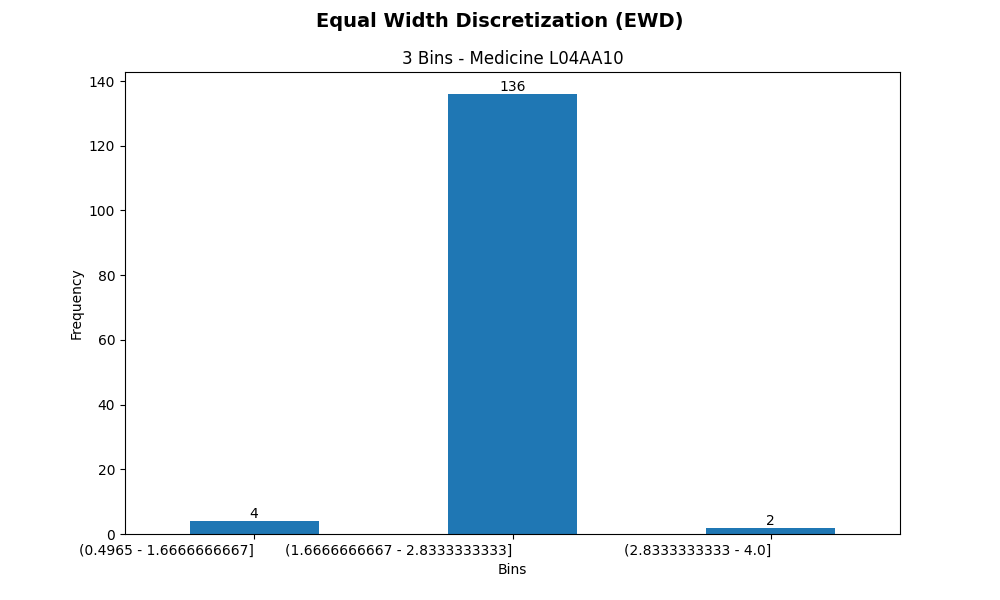 Equal Width Discretization (EWD)
3 Bins - Medicine L04AA10
140
120
100
80
60
40
20
0
Frequency
136
4
2
(0.4965 - 1.6666666667]
(1.6666666667 - 2.8333333333]
(2.8333333333 - 4.0]
Bins